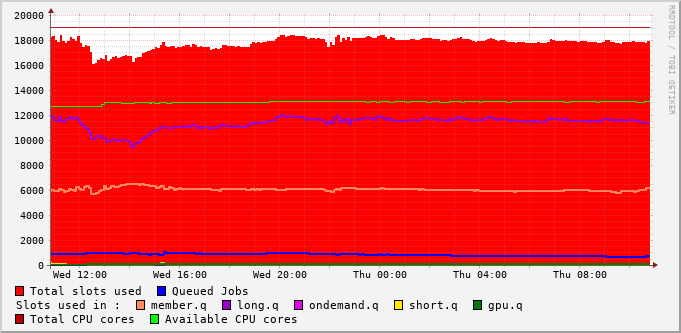 RRDTOOL / TOBI OETIKER
20000
18000
16000
14000
12000
10000
8000
6000
4000
2000
0
Wed 12:00 Wed 16:00 Wed 20:00 Thu 00:00 Thu 04:00 Thu 08:00
Total slots used Queued Jobs
Slots used in : member.q long.q ondemand.q short.q gpu.q
Total CPU cores Available CPU cores